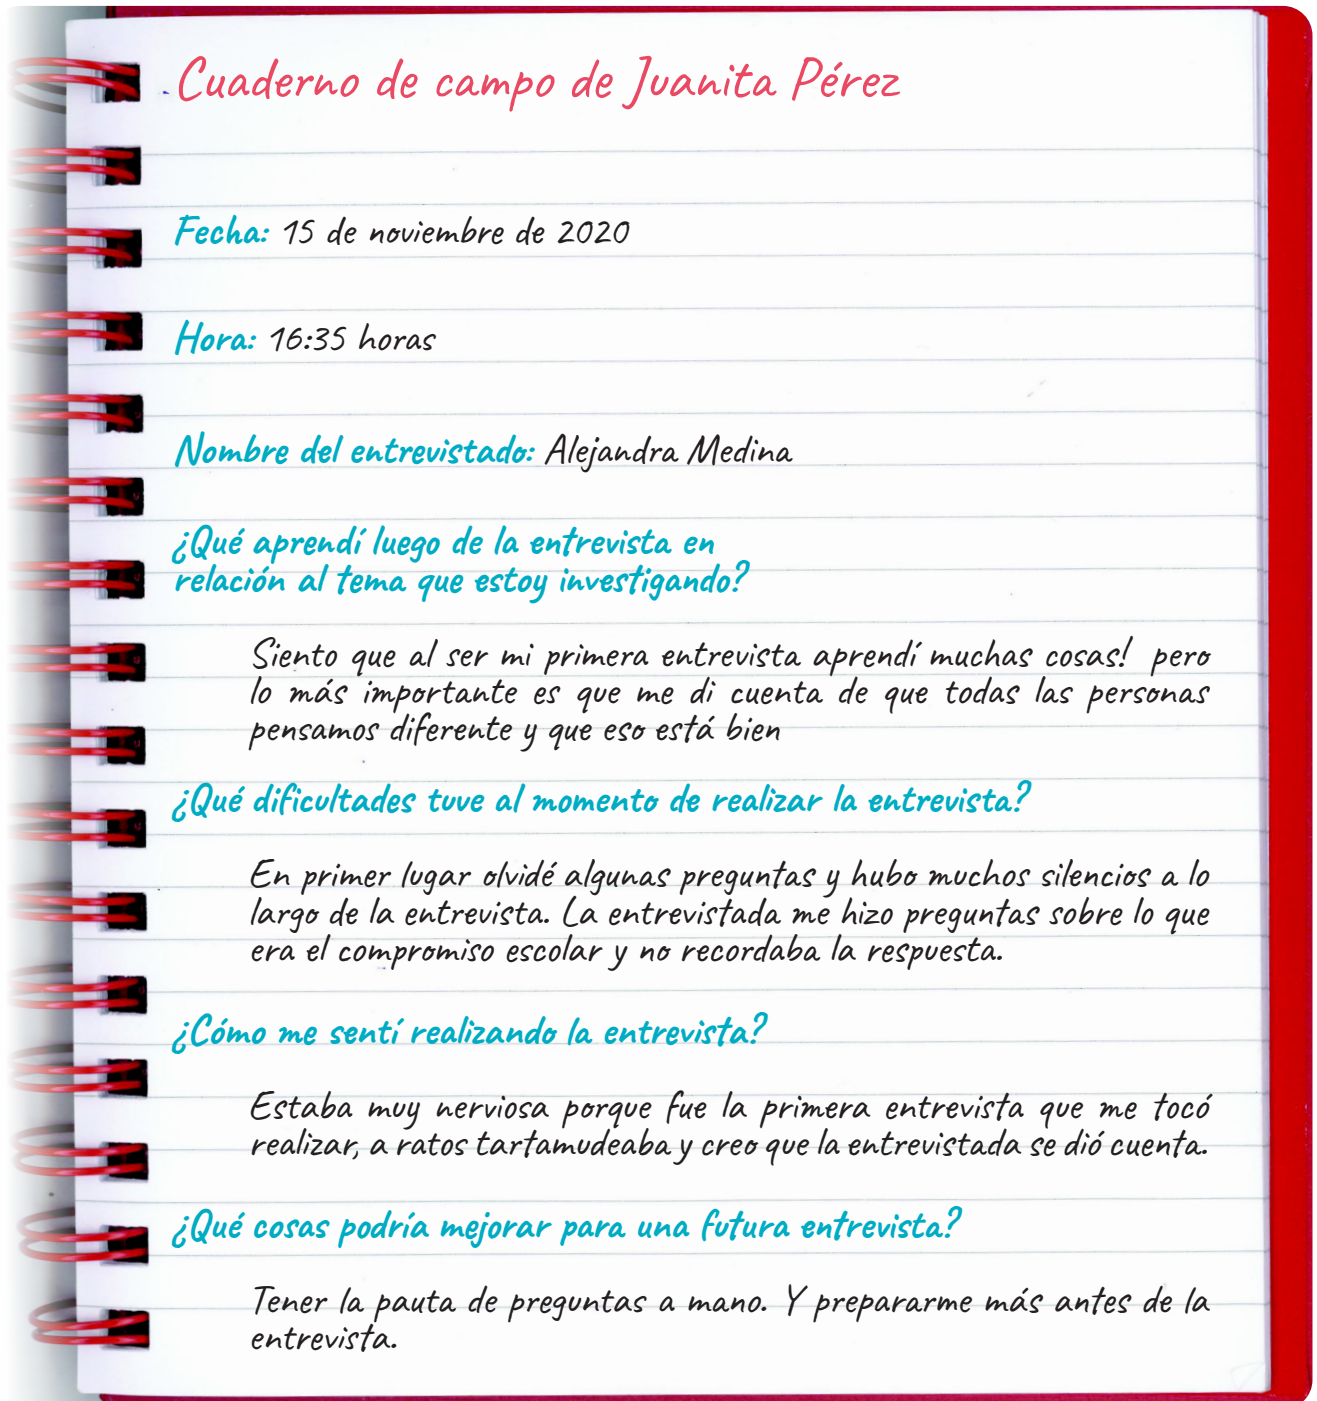 Cuaderno de campo de Juanita Pérez
Fecha: 15 de noviembre de 2020
Hora: 16:35 horas
Nombre del entrevistado: Alejandra Medina
¿Qué aprendí luego de la entrevista en
relación al tema que estoy investigando?
Siento que al ser mi primera entrevista aprendí muchas cosas! pero
lo más importante es que me di cuenta de que todas las personas
pensamos diferente y que eso está bien
¿Qué dificultades tuve al momento de realizar la entrevista?
En primer lugar olvidé algunas preguntas y hubo muchos silencios a lo
largo de la entrevista. La entrevistada me hizo preguntas sobre lo que
era el compromiso escolar y no recordaba la respuesta.
¿Cómo me sentí realizando la entrevista?
Estaba muy nerviosa porque fue la primera entrevista que me tocó
realizar, a ratos tartamudeaba y creo que la entrevistada se dió cuenta.
¿Qué cosas podría mejorar para una futura entrevista?
Tener la pauta de preguntas a mano. Y prepararme más antes de la
entrevista.